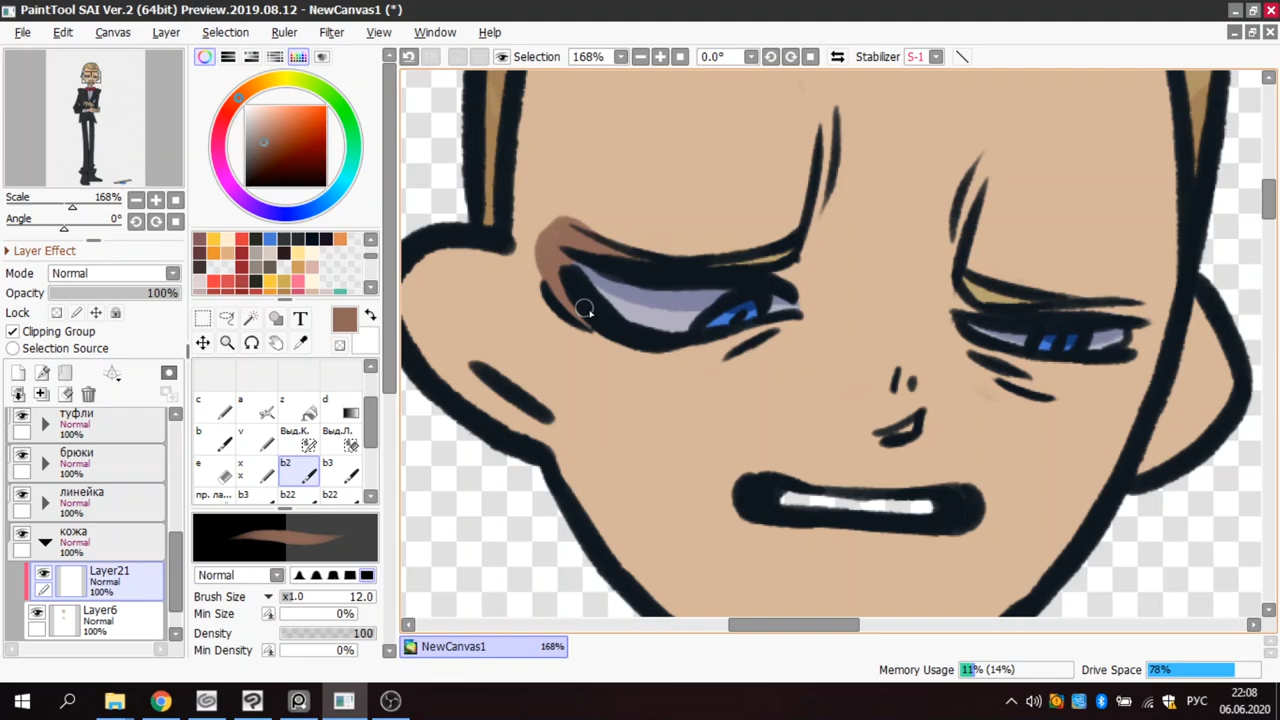 PaintTool SAI Ver.2 (64bit) Preview.2019.08.12 - NewCanvas1 (*)
File Edit Canvas Layer Selection Ruler Filter View Window Help
Selection 168% 0.0° Stabilizer S-1
Scale 168%
Angle 0°
Layer Effect
Mode Normal
Opacity 100%
Lock
Clipping Group
Selection Source
туфли
Normal
100%
брюки
Normal
100%
линейка
Normal
100%
кожа
Normal
100%
Layer21
Normal
100%
Layer6
Normal
100%
T
c a z d
b v Выд.К. Выд.Л.
e x x b2 b3
пр. ла... b3 b22 b22
Normal
Brush Size x1.0 12.0
Min Size 0%
Density 100
Min Density 0%
NewCanvas1 168%
Memory Usage 11% (14%) Drive Space 78%
РУС
22:08
06.06.2020